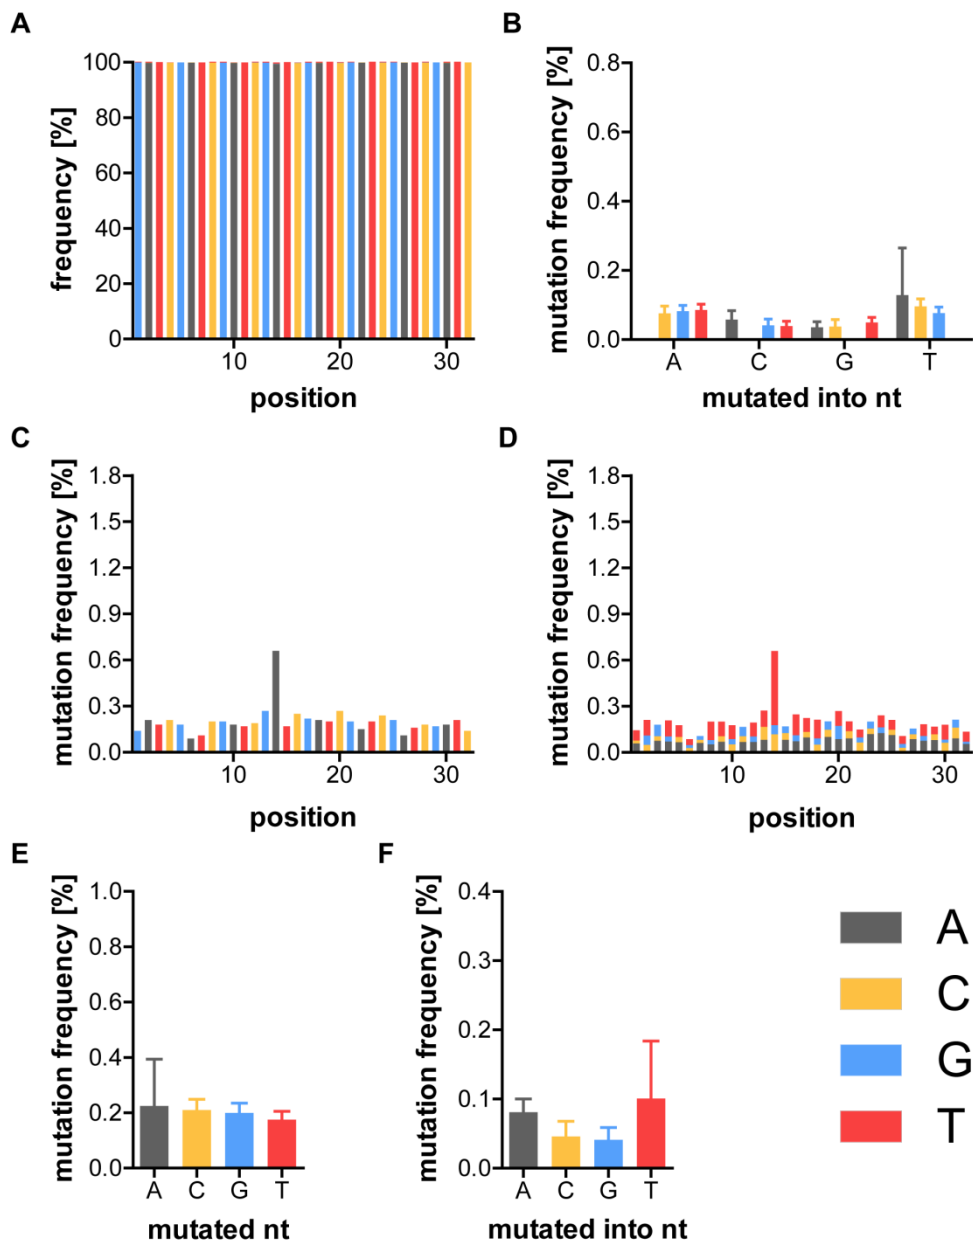 A
frequency [%]
100
80
60
40
20
0
10 20 30
position
B
mutation frequency [%]
0.8
0.6
0.4
0.2
0.0
A C G T
mutated into nt
C
mutation frequency [%]
1.8
1.5
1.2
0.9
0.6
0.3
0.0
10 20 30
position
D
mutation frequency [%]
1.8
1.5
1.2
0.9
0.6
0.3
0.0
10 20 30
position
E
mutation frequency [%]
1.0
0.8
0.6
0.4
0.2
0.0
A C G T
mutated nt
F
mutation frequency [%]
0.4
0.3
0.2
0.1
0.0
A C G T
mutated into nt
A
C
G
T